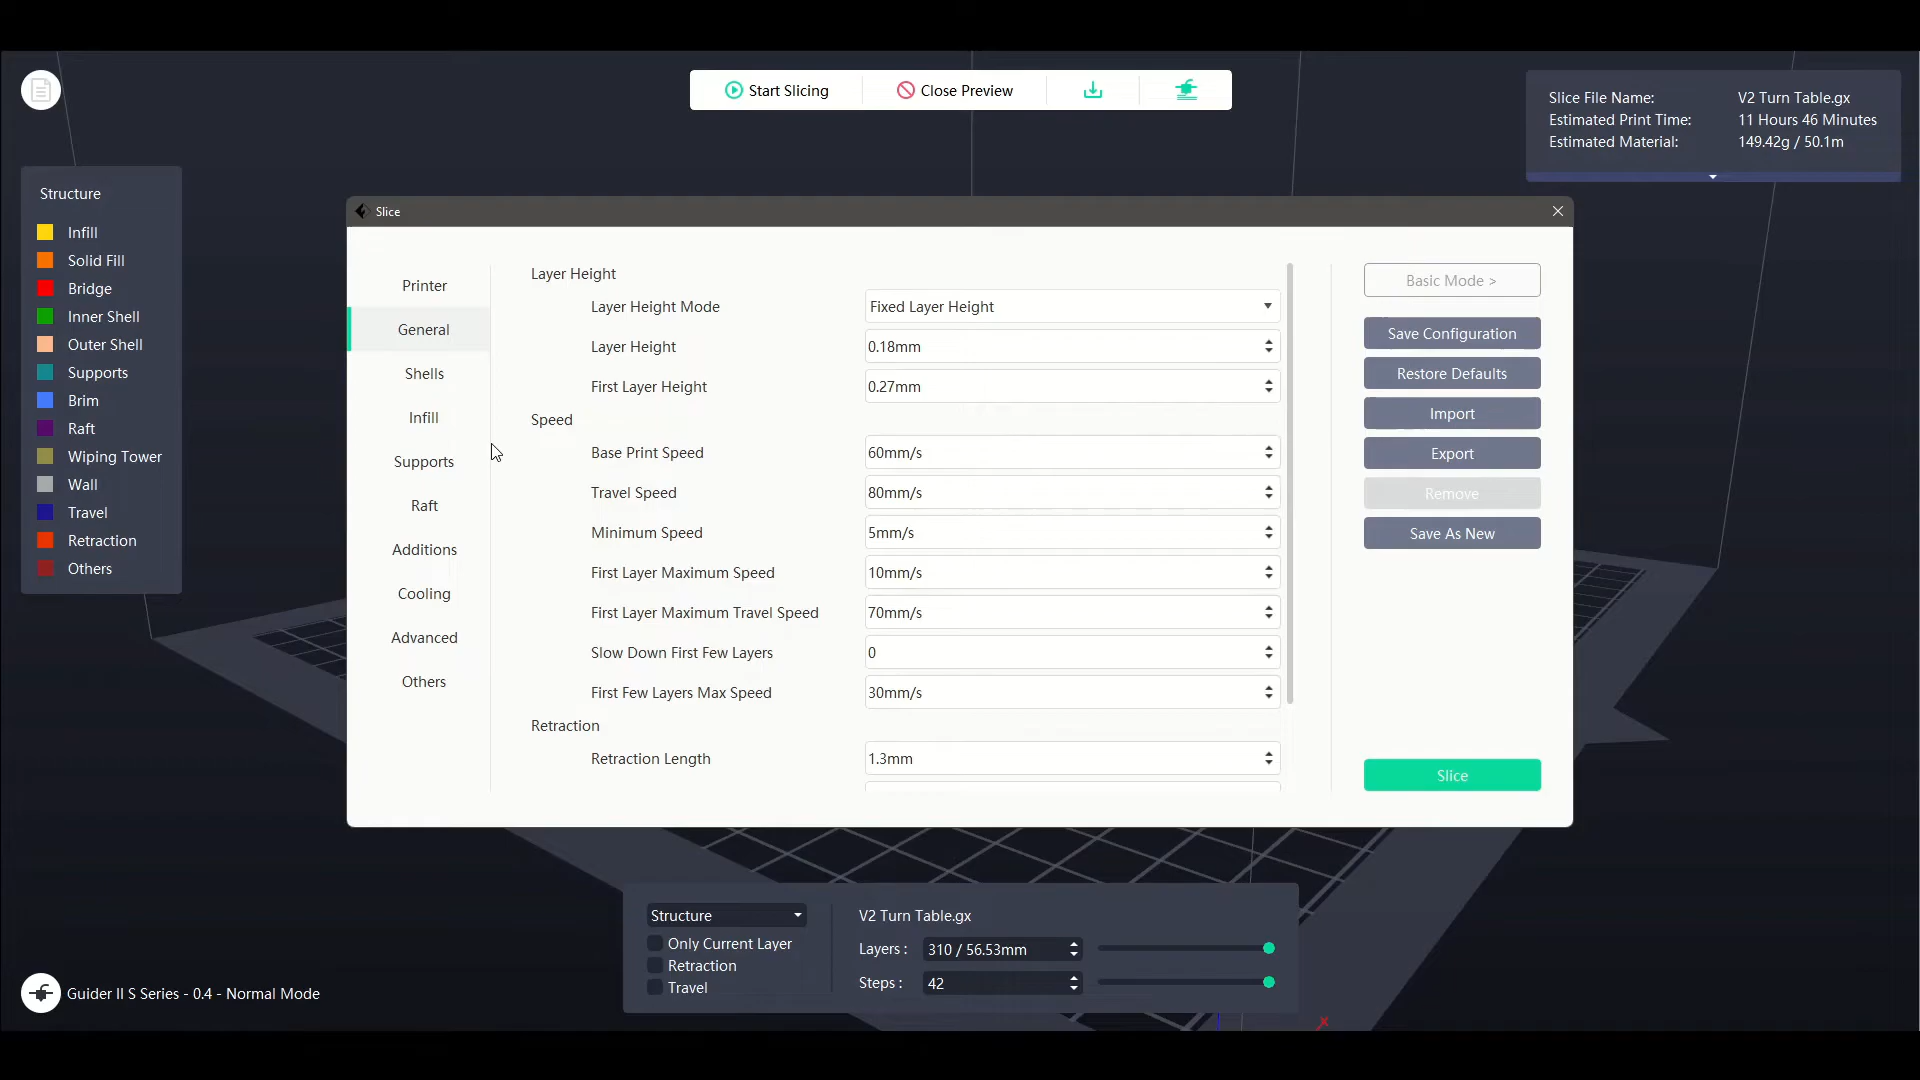 Start Slicing
Close Preview
Slice File Name: V2 Turn Table.gx
Estimated Print Time: 11 Hours 46 Minutes
Estimated Material: 149.42g / 50.1m
Structure
Infill
Solid Fill
Bridge
Inner Shell
Outer Shell
Supports
Brim
Raft
Wiping Tower
Wall
Travel
Retraction
Others
Slice
Printer
General
Shells
Infill
Supports
Raft
Additions
Cooling
Advanced
Others
Layer Height
Layer Height Mode Fixed Layer Height
Layer Height 0.18mm
First Layer Height 0.27mm
Speed
Base Print Speed 60mm/s
Travel Speed 80mm/s
Minimum Speed 5mm/s
First Layer Maximum Speed 10mm/s
First Layer Maximum Travel Speed 70mm/s
Slow Down First Few Layers 0
First Few Layers Max Speed 30mm/s
Retraction
Retraction Length 1.3mm
Basic Mode >
Save Configuration
Restore Defaults
Import
Export
Remove
Save As New
Slice
Structure
Only Current Layer
Retraction
Travel
V2 Turn Table.gx
Layers : 310 / 56.53mm
Steps : 42
Guider II S Series - 0.4 - Normal Mode
X